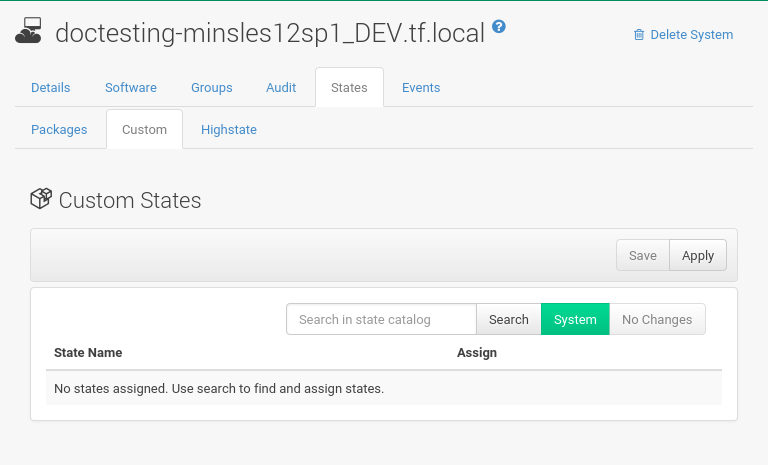 doctesting-minsles12sp1_DEV.tf.local ?
Delete System
Details Software Groups Audit States Events
Packages Custom Highstate
Custom States
Save Apply
Search in state catalog Search System No Changes
State Name Assign
No states assigned. Use search to find and assign states.